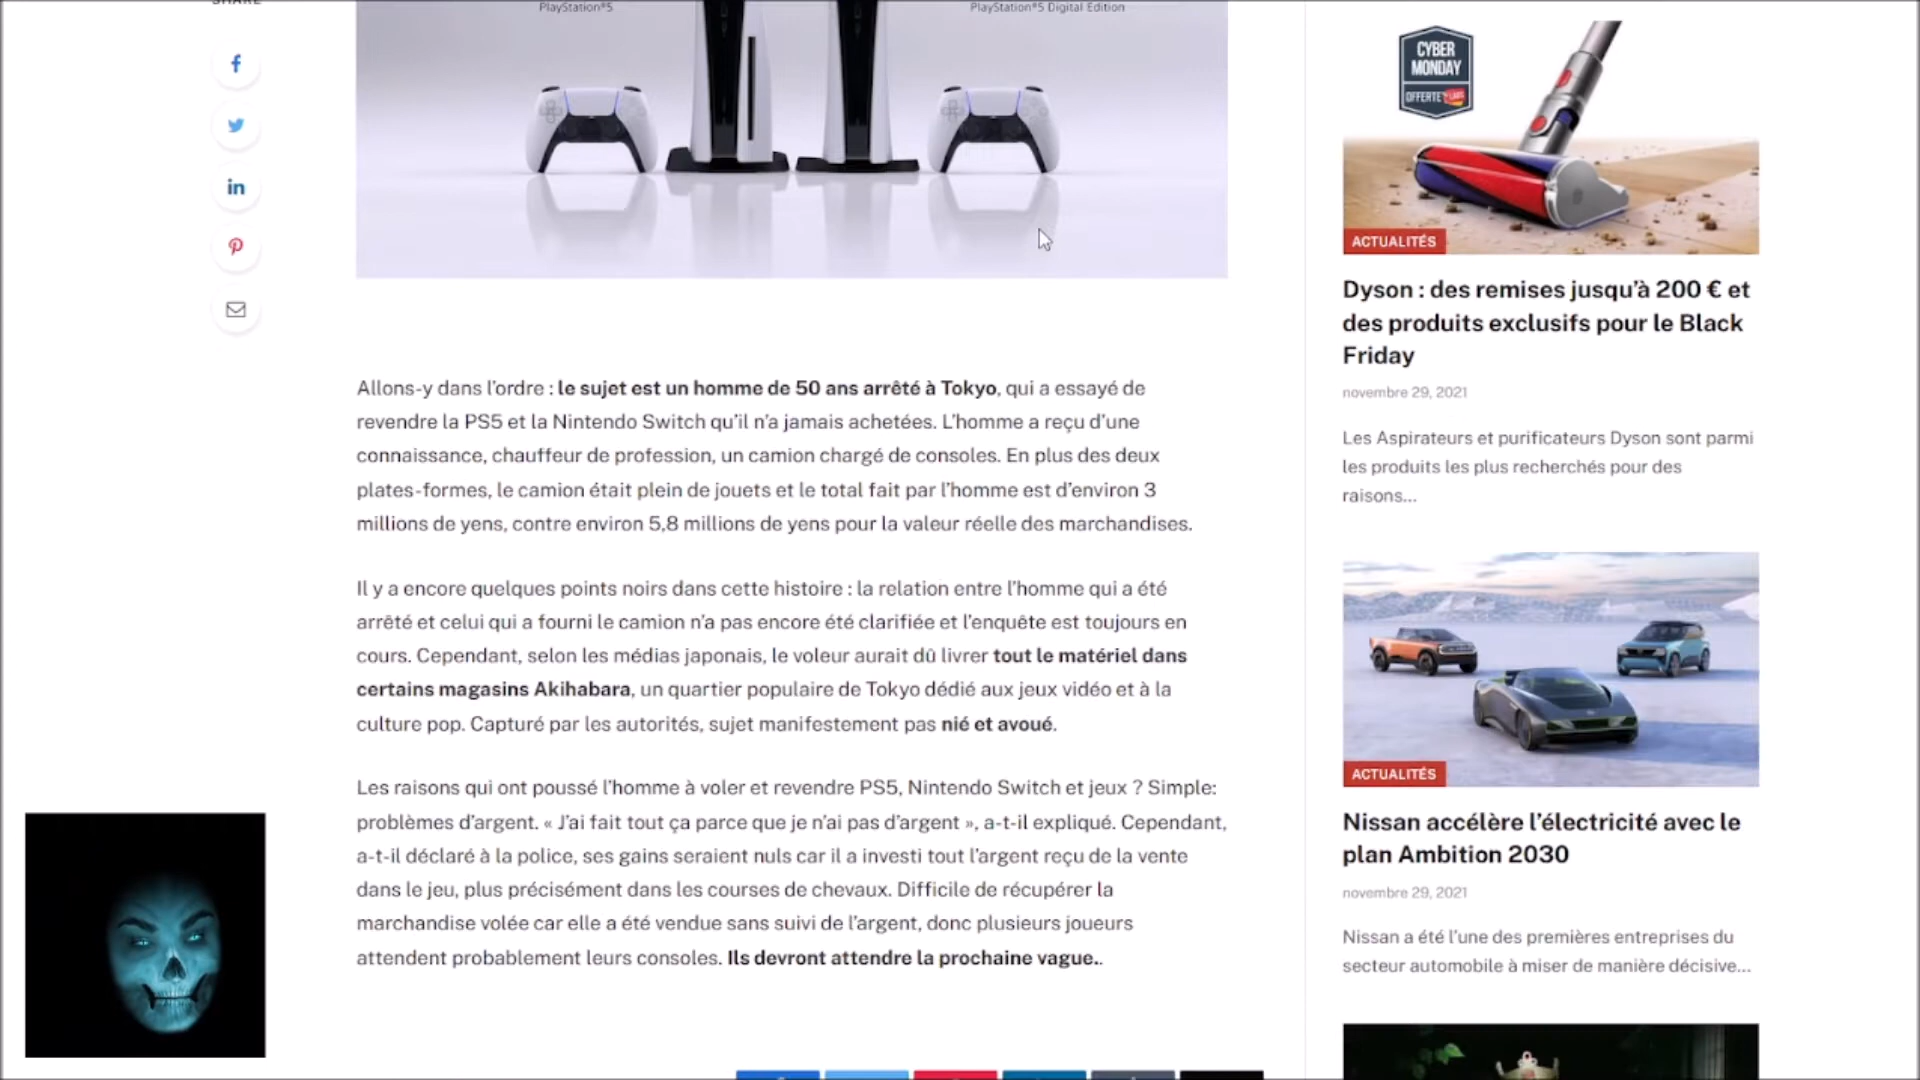 SHARE
PlayStation®5
PlayStation®5 Digital Edition
Allons-y dans l’ordre : le sujet est un homme de 50 ans arrêté à Tokyo, qui a essayé de
revendre la PS5 et la Nintendo Switch qu’il n’a jamais achetées. L’homme a reçu d’une
connaissance, chauffeur de profession, un camion chargé de consoles. En plus des deux
plates-formes, le camion était plein de jouets et le total fait par l’homme est d’environ 3
millions de yens, contre environ 5,8 millions de yens pour la valeur réelle des marchandises.
Il y a encore quelques points noirs dans cette histoire : la relation entre l’homme qui a été
arrêté et celui qui a fourni le camion n’a pas encore été clarifiée et l’enquête est toujours en
cours. Cependant, selon les médias japonais, le voleur aurait dû livrer tout le matériel dans
certains magasins Akihabara, un quartier populaire de Tokyo dédié aux jeux vidéo et à la
culture pop. Capturé par les autorités, sujet manifestement pas nié et avoué.
Les raisons qui ont poussé l’homme à voler et revendre PS5, Nintendo Switch et jeux ? Simple:
problèmes d’argent. « J’ai fait tout ça parce que je n’ai pas d’argent », a-t-il expliqué. Cependant,
a-t-il déclaré à la police, ses gains seraient nuls car il a investi tout l’argent reçu de la vente
dans le jeu, plus précisément dans les courses de chevaux. Difficile de récupérer la
marchandise volée car elle a été vendue sans suivi de l’argent, donc plusieurs joueurs
attendent probablement leurs consoles. Ils devront attendre la prochaine vague..
CYBER
MONDAY
OFFERTE
ACTUALITÉS
Dyson : des remises jusqu’à 200 € et
des produits exclusifs pour le Black
Friday
novembre 29, 2021
Les Aspirateurs et purificateurs Dyson sont parmi
les produits les plus recherchés pour des
raisons...
ACTUALITÉS
Nissan accélère l’électricité avec le
plan Ambition 2030
novembre 29, 2021
Nissan a été l’une des premières entreprises du
secteur automobile à miser de manière décisive...